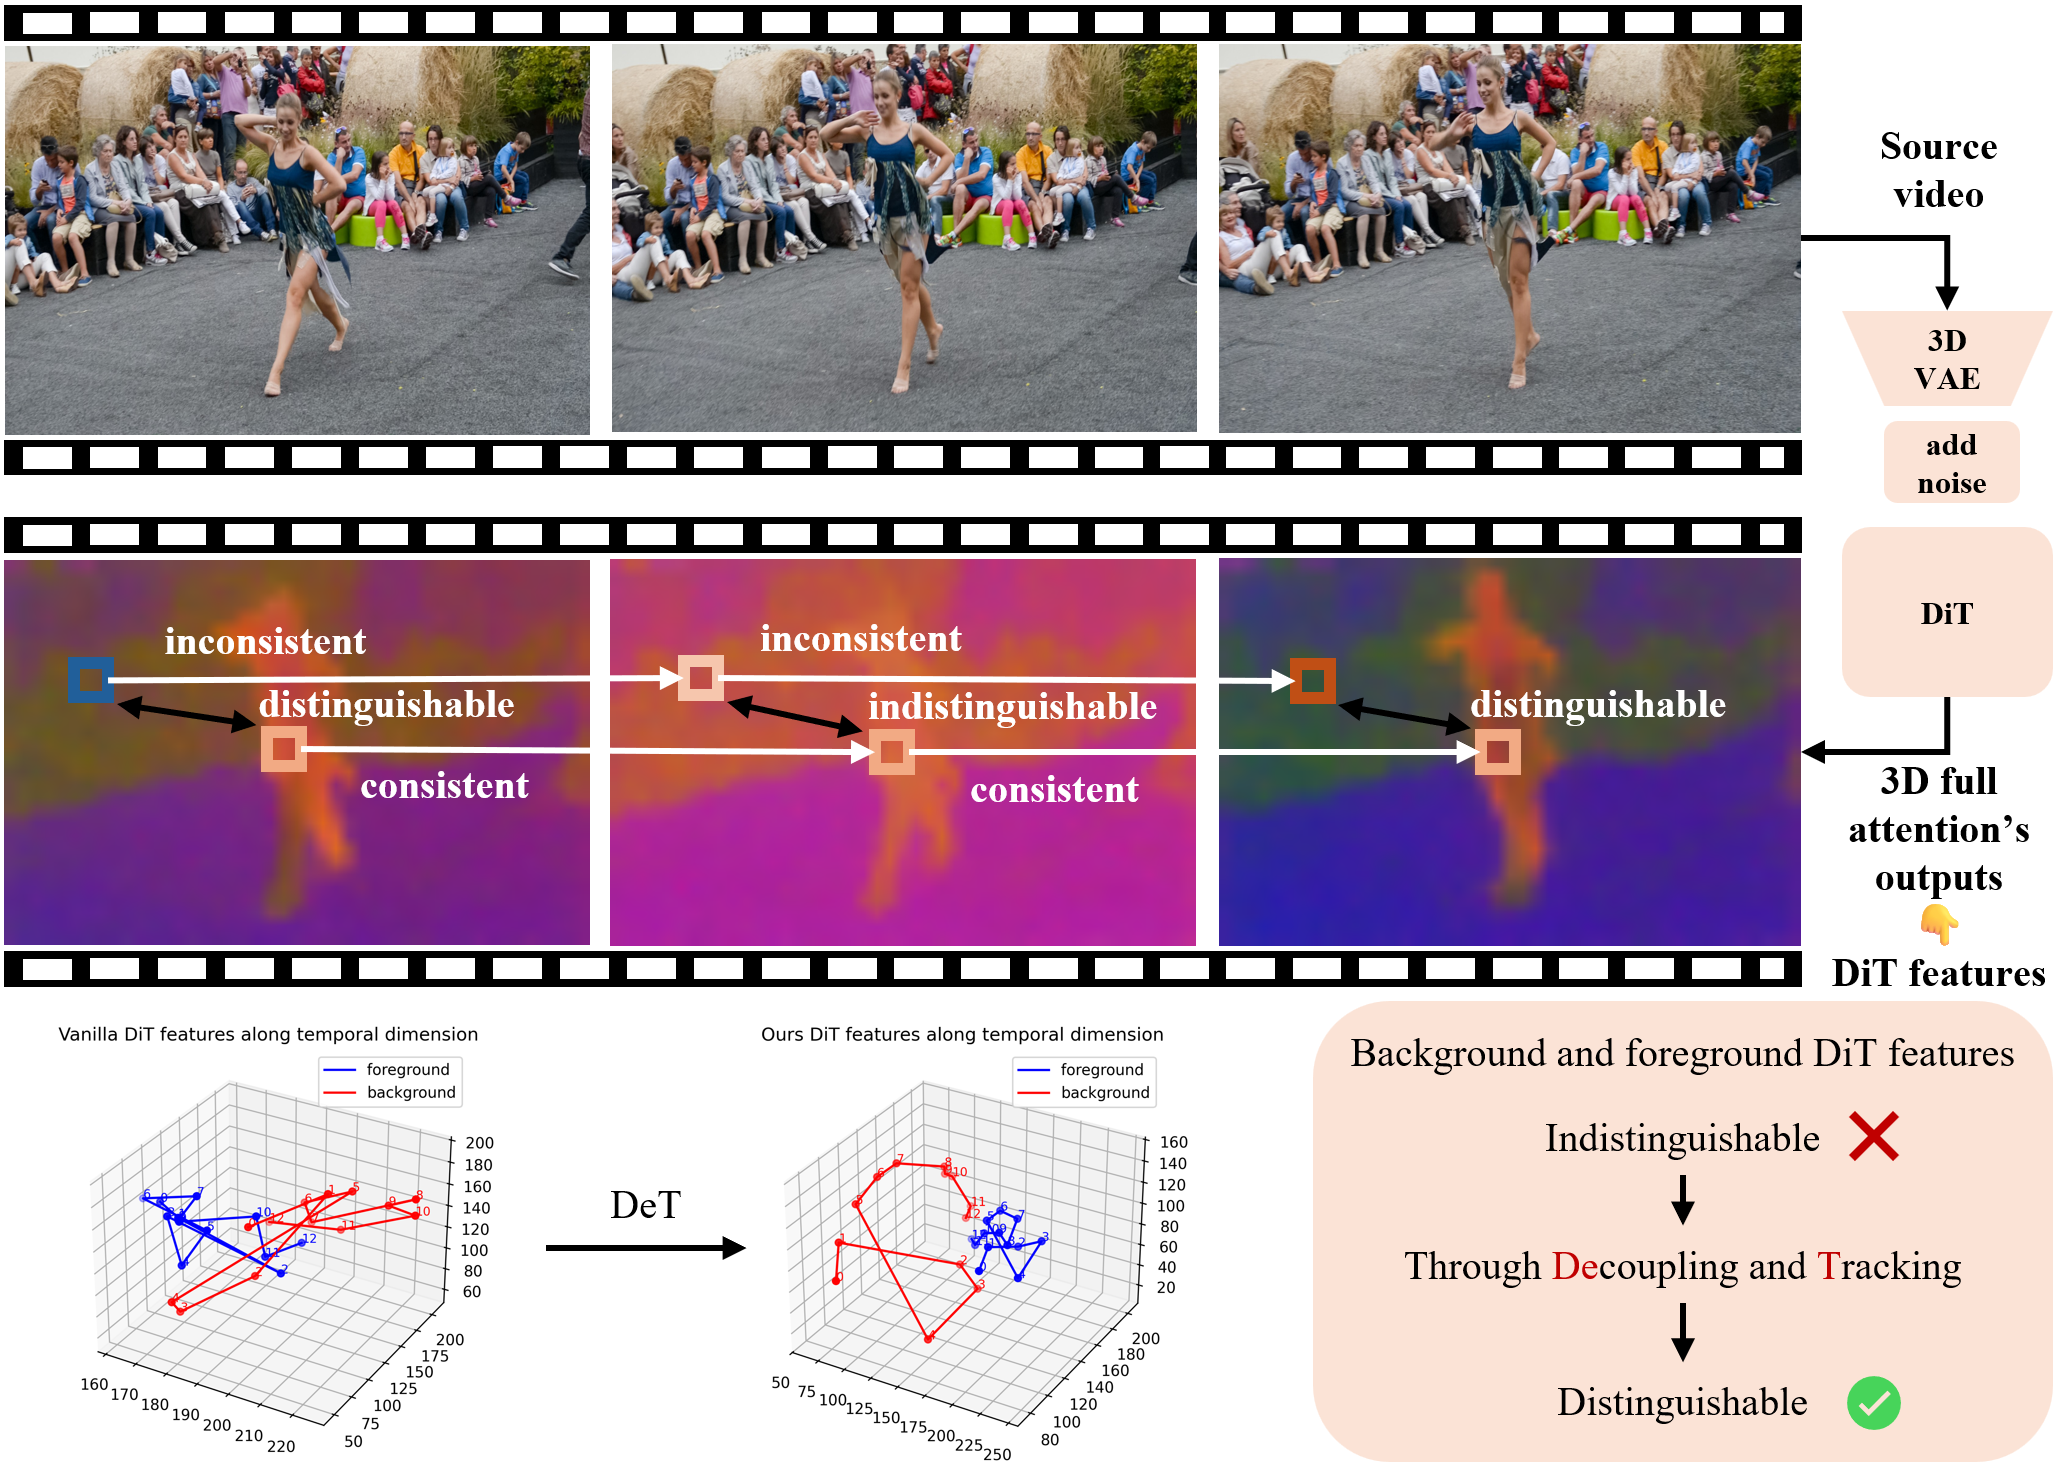 Source
video
3D
VAE
add
noise
DiT
inconsistent
distinguishable
consistent
inconsistent
indistinguishable
consistent
distinguishable
3D full
attention’s
outputs
DiT features
Vanilla DiT features along temporal dimension
foreground
background
200
180
160
140
120
100
80
60
160
170
180
190
200
210
220
50
75
100
125
150
175
200
DeT
Ours DiT features along temporal dimension
foreground
background
160
140
120
100
80
60
40
20
50
75
100
125
150
175
200
225
250
80
100
120
140
160
180
200
Background and foreground DiT features
Indistinguishable
Through Decoupling and Tracking
Distinguishable